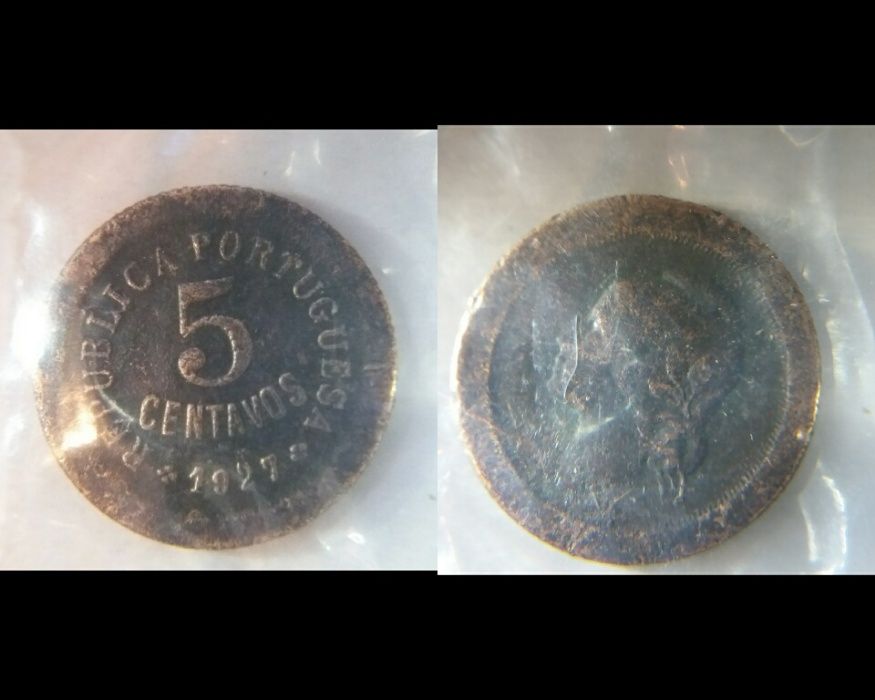 REPUBLICA PORTUGUESA
5
CENTAVOS
* 1927 *